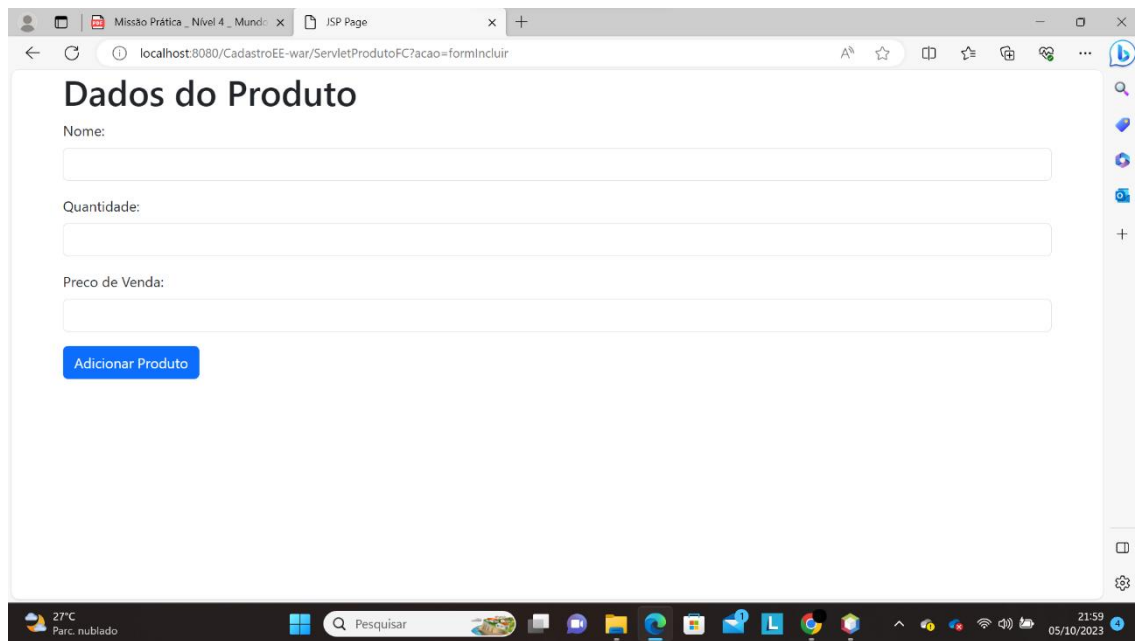 Missão Prática _ Nível 4 _ Mundo
JSP Page
localhost:8080/CadastroEE-war/ServletProdutoFC?acao=formIncluir
Dados do Produto
Nome:
Quantidade:
Preco de Venda:
Adicionar Produto
27°C
Parc. nublado
Pesquisar
21:59
05/10/2023
4